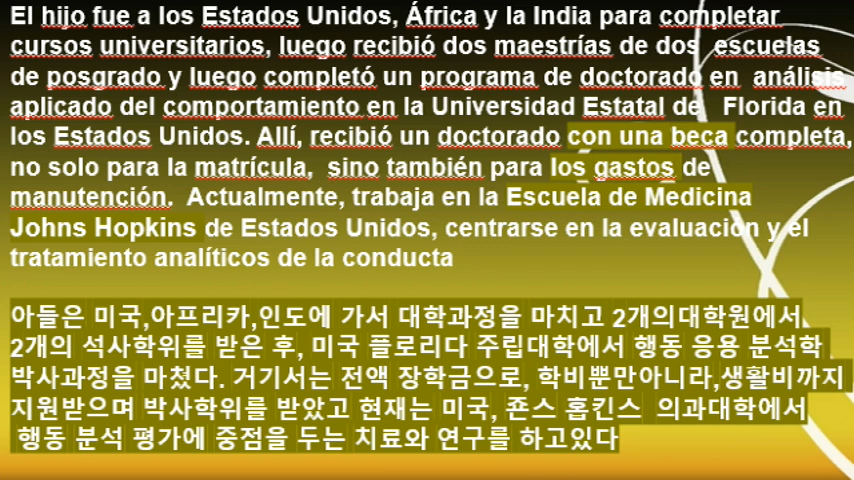 El hijo fue a los Estados Unidos, África y la India para completar
cursos universitarios, luego recibió dos maestrías de dos escuelas
de posgrado y luego completó un programa de doctorado en análisis
aplicado del comportamiento en la Universidad Estatal de Florida en
los Estados Unidos. Allí, recibió un doctorado con una beca completa,
no solo para la matrícula, sino también para los gastos de
manutención. Actualmente, trabaja en la Escuela de Medicina
Johns Hopkins de Estados Unidos, centrarse en la evaluación y el
tratamiento analíticos de la conducta
아들은 미국,아프리카,인도에 가서 대학과정을 마치고 2개의대학원에서
2개의 석사학위를 받은 후, 미국 플로리다 주립대학에서 행동 응용 분석학
박사과정을 마쳤다. 거기서는 전액 장학금으로, 학비뿐만아니라,생활비까지
지원받으며 박사학위를 받았고 현재는 미국, 죤스 홉킨스 의과대학에서
행동 분석 평가에 중점을 두는 치료와 연구를 하고있다